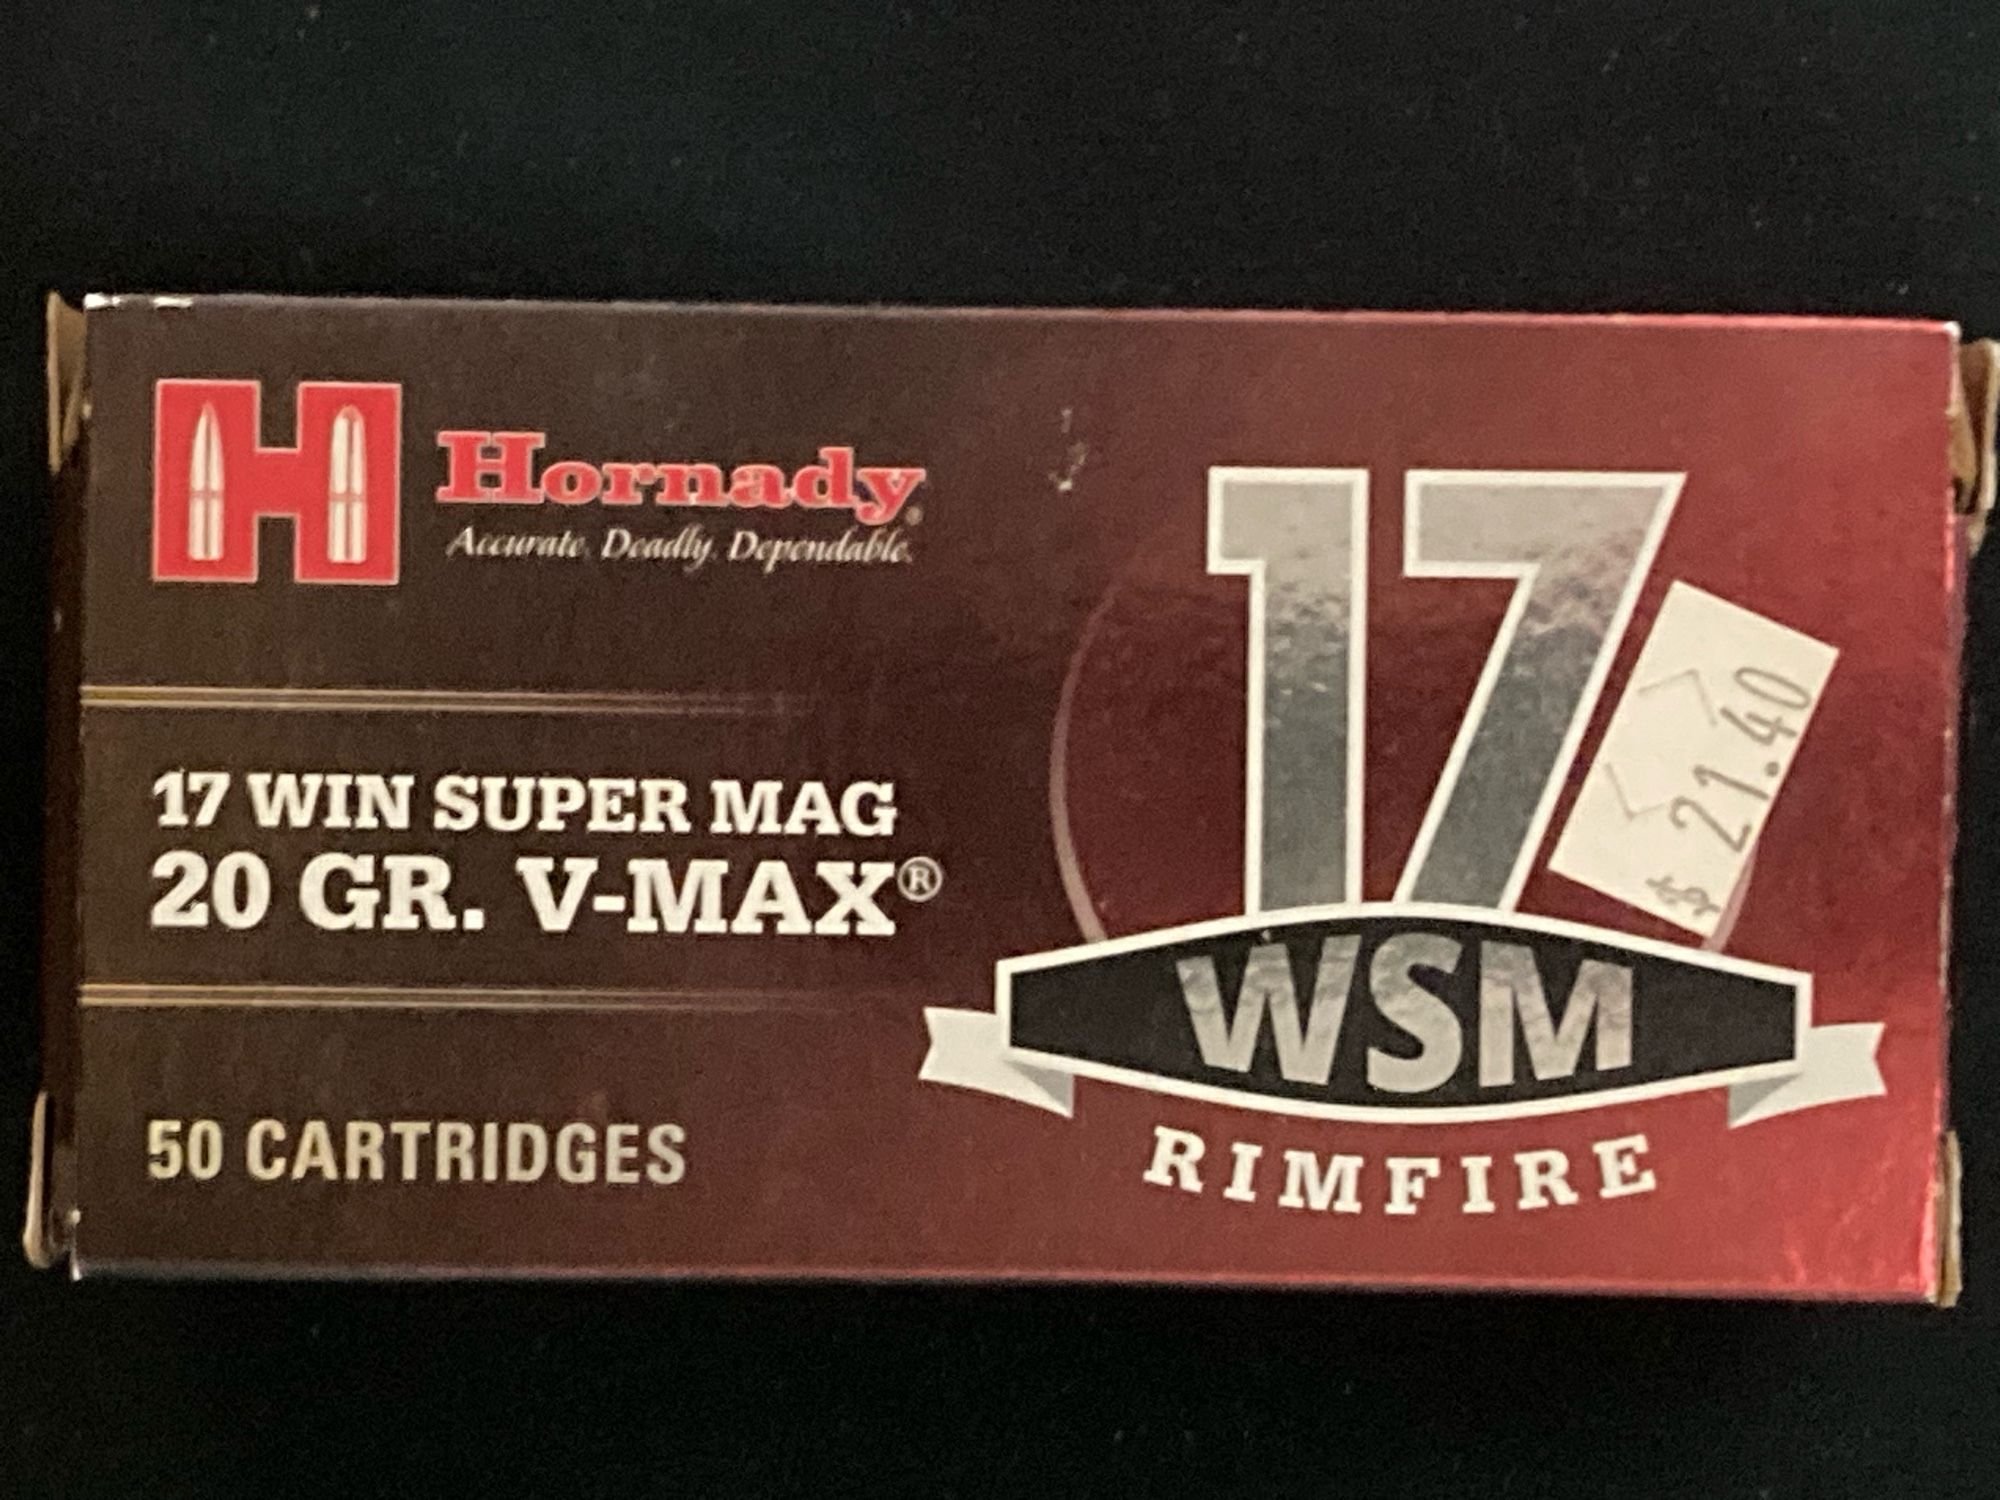 Hornady®
Accurate. Deadly. Dependable.
17 WIN SUPER MAG
20 GR. V-MAX®
50 CARTRIDGES
17
WSM
RIMFIRE
$ 21.40